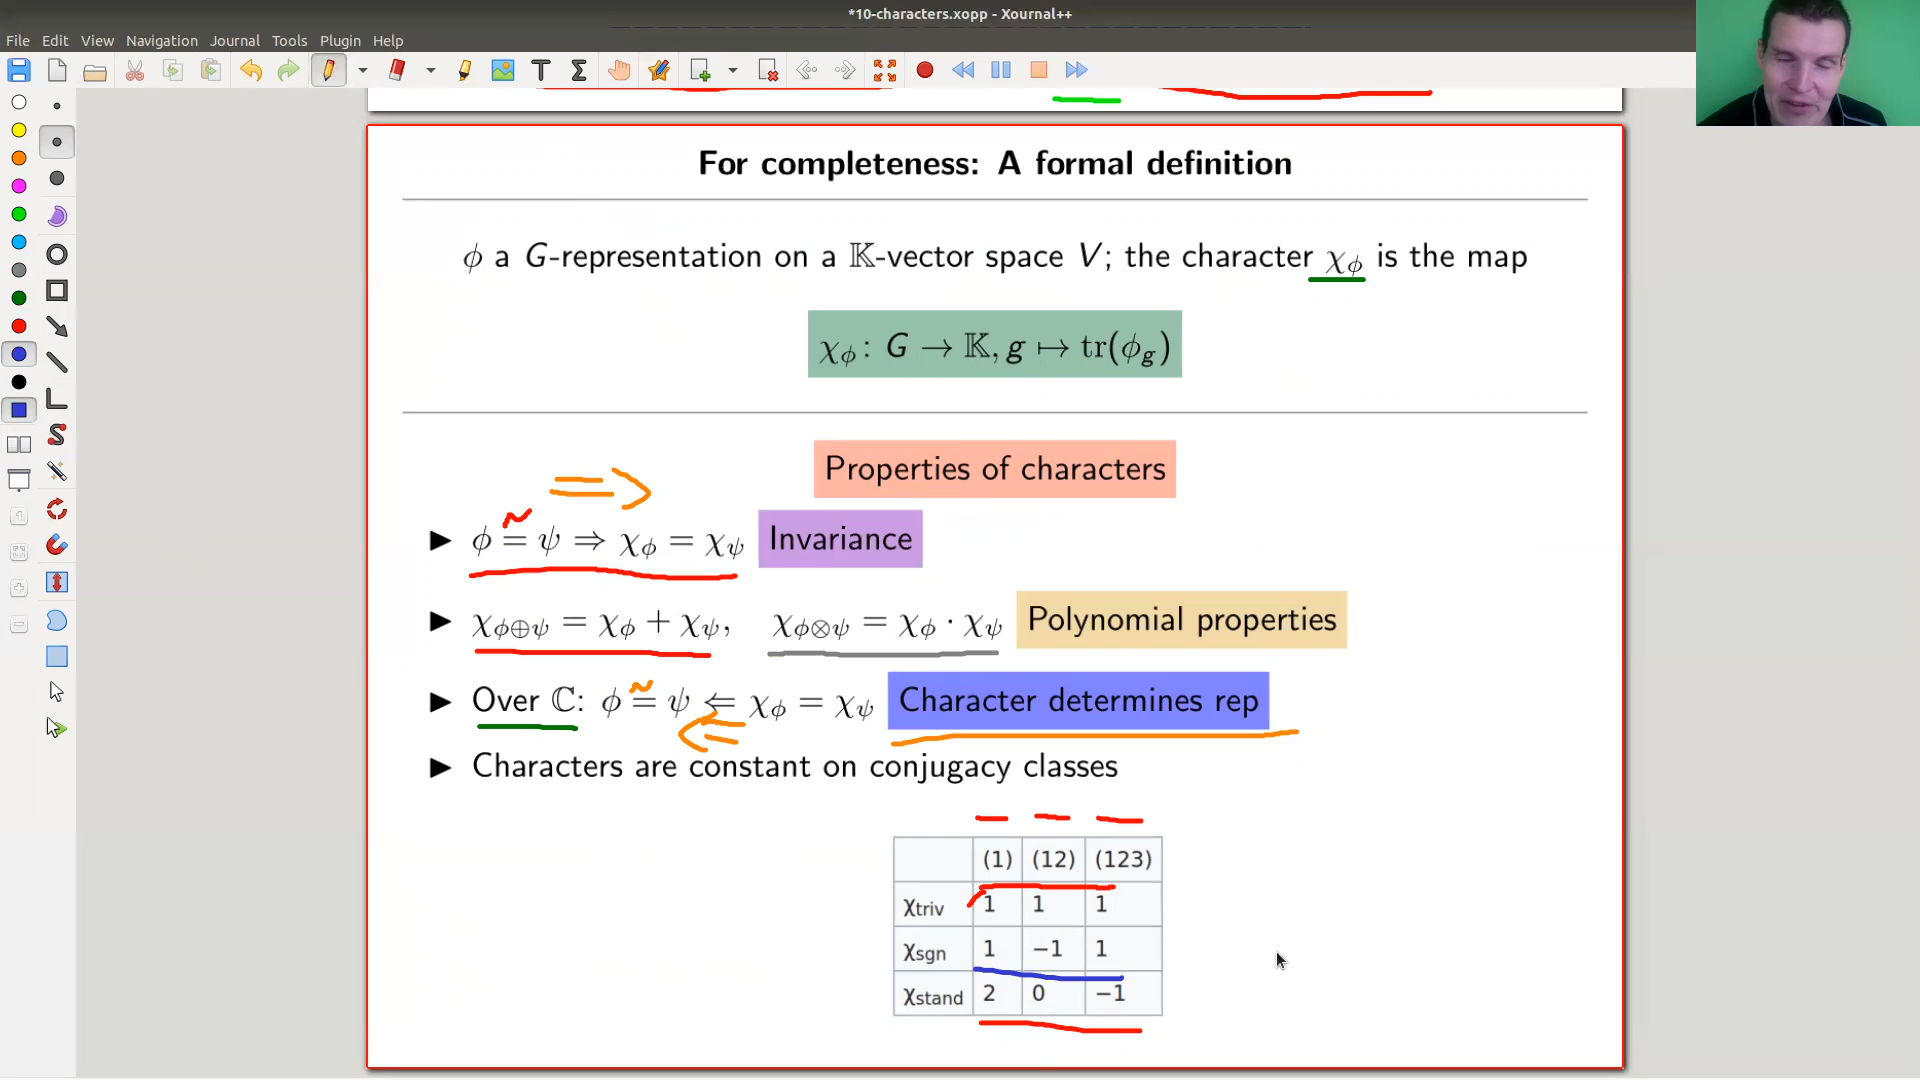 *10-characters.xopp - Xournal++
File Edit View Navigation Journal Tools Plugin Help
For completeness: A formal definition
ϕ a G-representation on a 𝕂-vector space V; the character χ_ϕ is the map
χ_ϕ : G → 𝕂, g ↦ tr(ϕ_g)
Properties of characters
⇒
▶ ϕ ≅ ψ ⇒ χ_ϕ = χ_ψ Invariance
▶ χ_{ϕ⊕ψ} = χ_ϕ + χ_ψ, χ_{ϕ⊗ψ} = χ_ϕ · χ_ψ Polynomial properties
▶ Over ℂ: ϕ ≅ ψ ⇐ χ_ϕ = χ_ψ Character determines rep
⇐
▶ Characters are constant on conjugacy classes
(1) (12) (123)
χtriv 1 1 1
χsgn 1 −1 1
χstand 2 0 −1